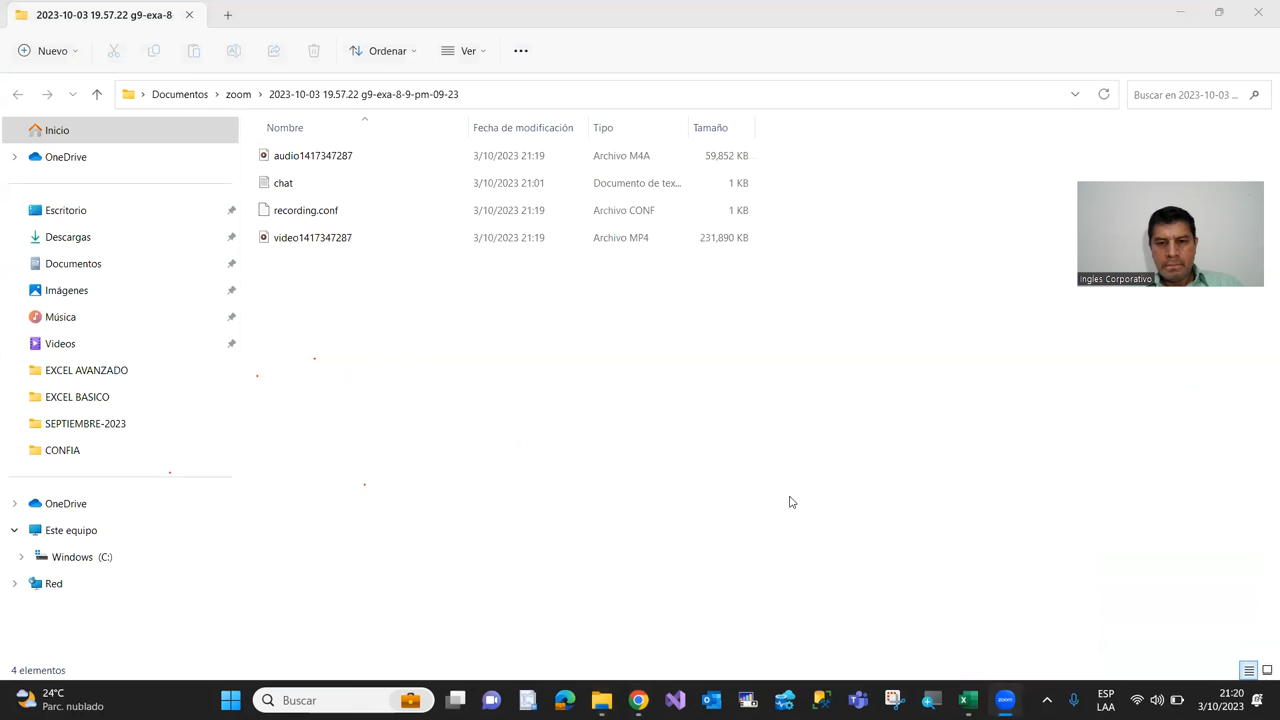 2023-10-03 19.57.22 g9-exa-8-
Nuevo
Ordenar
Ver
Documentos > zoom > 2023-10-03 19.57.22 g9-exa-8-9-pm-09-23
Buscar en 2023-10-03 ...
Inicio
OneDrive
Escritorio
Descargas
Documentos
Imágenes
Música
Videos
EXCEL AVANZADO
EXCEL BASICO
SEPTIEMBRE-2023
CONFIA
OneDrive
Este equipo
Windows (C:)
Red
Nombre Fecha de modificación Tipo Tamaño
audio1417347287 3/10/2023 21:19 Archivo M4A 59,852 KB
chat 3/10/2023 21:01 Documento de tex... 1 KB
recording.conf 3/10/2023 21:19 Archivo CONF 1 KB
video1417347287 3/10/2023 21:19 Archivo MP4 231,890 KB
Ingles Corporativo
4 elementos
24°C
Parc. nublado
Buscar
ESP
LAA
21:20
3/10/2023